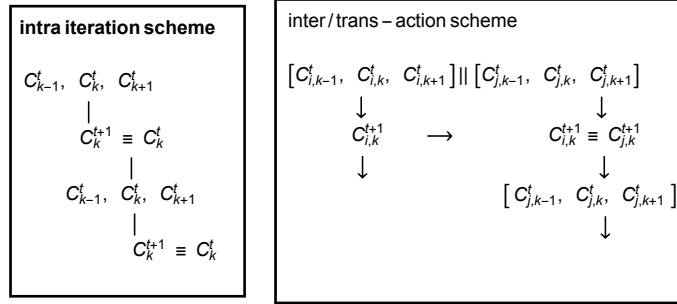 intra iteration scheme
C^t_{k-1}, C^t_k, C^t_{k+1}
|
C^{t+1}_k ≡ C^t_k
|
C^t_{k-1}, C^t_k, C^t_{k+1}
|
C^{t+1}_k ≡ C^t_k
inter / trans – action scheme
[C^t_{i,k-1}, C^t_{i,k}, C^t_{i,k+1}] || [C^t_{j,k-1}, C^t_{j,k}, C^t_{j,k+1}]
↓ ↓
C^{t+1}_{i,k} → C^{t+1}_{i,k} ≡ C^{t+1}_{j,k}
↓ ↓
[C^t_{j,k-1}, C^t_{j,k}, C^t_{j,k+1}]
↓